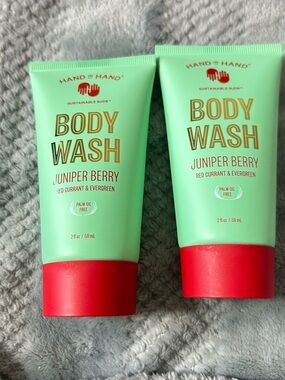 HAND IN HAND
SUSTAINABLE SUDS
BODY
WASH
JUNIPER BERRY
RED CURRANT & EVERGREEN
PALM OIL
FREE
2 fl oz / 59 mL
HAND IN HAND
SUSTAINABLE SUDS
BODY
WASH
JUNIPER BERRY
RED CURRANT & EVERGREEN
PALM OIL
FREE
2 fl oz / 59 mL